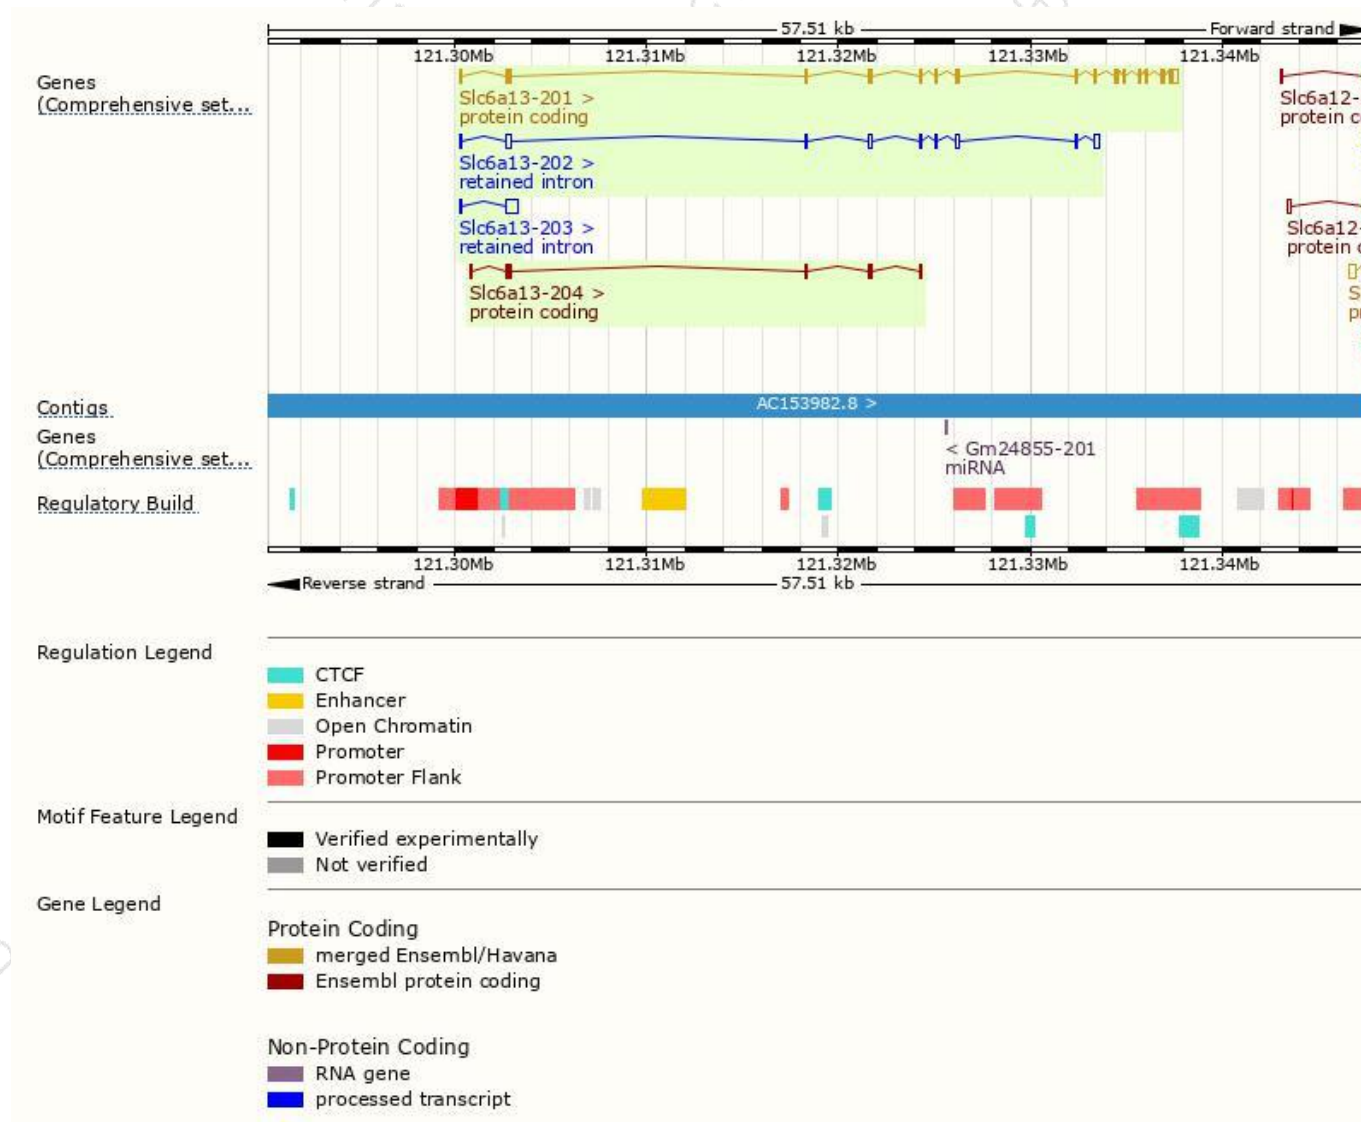 57.51 kb Forward strand
121.30Mb 121.31Mb 121.32Mb 121.33Mb 121.34Mb
Genes
(Comprehensive set...
Slc6a13-201 > Slc6a12-
protein coding protein c
Slc6a13-202 >
retained intron
Slc6a13-203 > Slc6a12-
retained intron protein c
Slc6a13-204 > S
protein coding p
Contigs AC153982.8 >
Genes
(Comprehensive set...
< Gm24855-201
miRNA
Regulatory Build
121.30Mb 121.31Mb 121.32Mb 121.33Mb 121.34Mb
Reverse strand 57.51 kb
Regulation Legend
CTCF
Enhancer
Open Chromatin
Promoter
Promoter Flank
Motif Feature Legend
Verified experimentally
Not verified
Gene Legend
Protein Coding
merged Ensembl/Havana
Ensembl protein coding
Non-Protein Coding
RNA gene
processed transcript